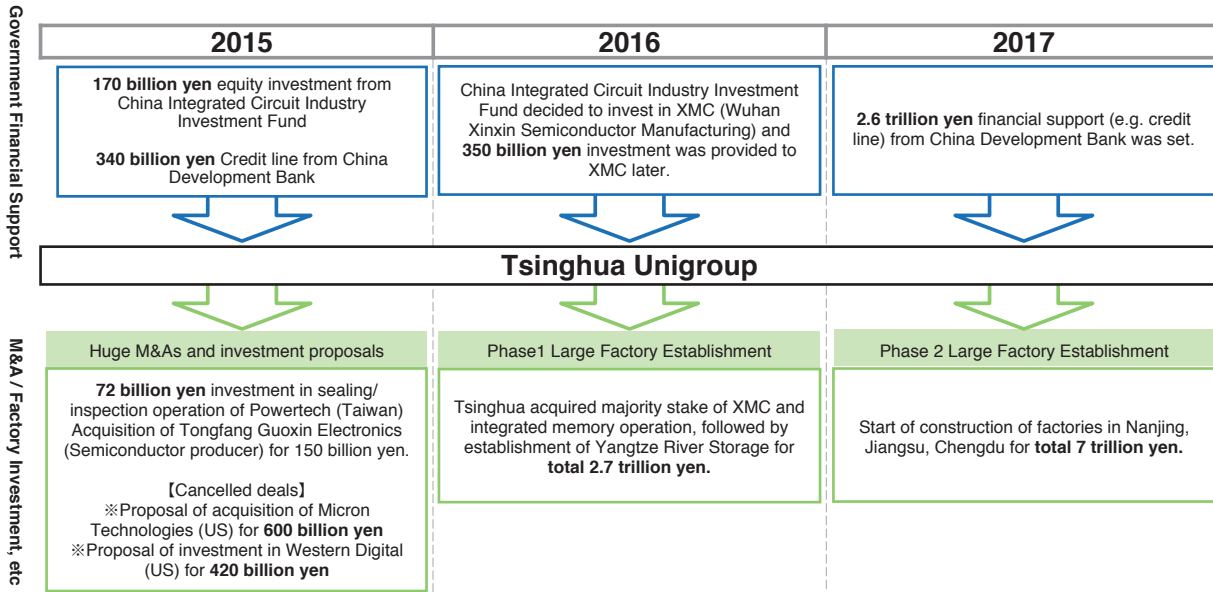 Government Financial Support
2015
2016
2017
170 billion yen equity investment from
China Integrated Circuit Industry
Investment Fund
340 billion yen Credit line from China
Development Bank
China Integrated Circuit Industry Investment
Fund decided to invest in XMC (Wuhan
Xinxin Semiconductor Manufacturing) and
350 billion yen investment was provided to
XMC later.
2.6 trillion yen financial support (e.g. credit
line) from China Development Bank was set.
Tsinghua Unigroup
M&A / Factory Investment, etc
Huge M&As and investment proposals
72 billion yen investment in sealing/
inspection operation of Powertech (Taiwan)
Acquisition of Tongfang Guoxin Electronics
(Semiconductor producer) for 150 billion yen.
【Cancelled deals】
※Proposal of acquisition of Micron
Technologies (US) for 600 billion yen
※Proposal of investment in Western Digital
(US) for 420 billion yen
Phase1 Large Factory Establishment
Tsinghua acquired majority stake of XMC and
integrated memory operation, followed by
establishment of Yangtze River Storage for
total 2.7 trillion yen.
Phase 2 Large Factory Establishment
Start of construction of factories in Nanjing,
Jiangsu, Chengdu for total 7 trillion yen.